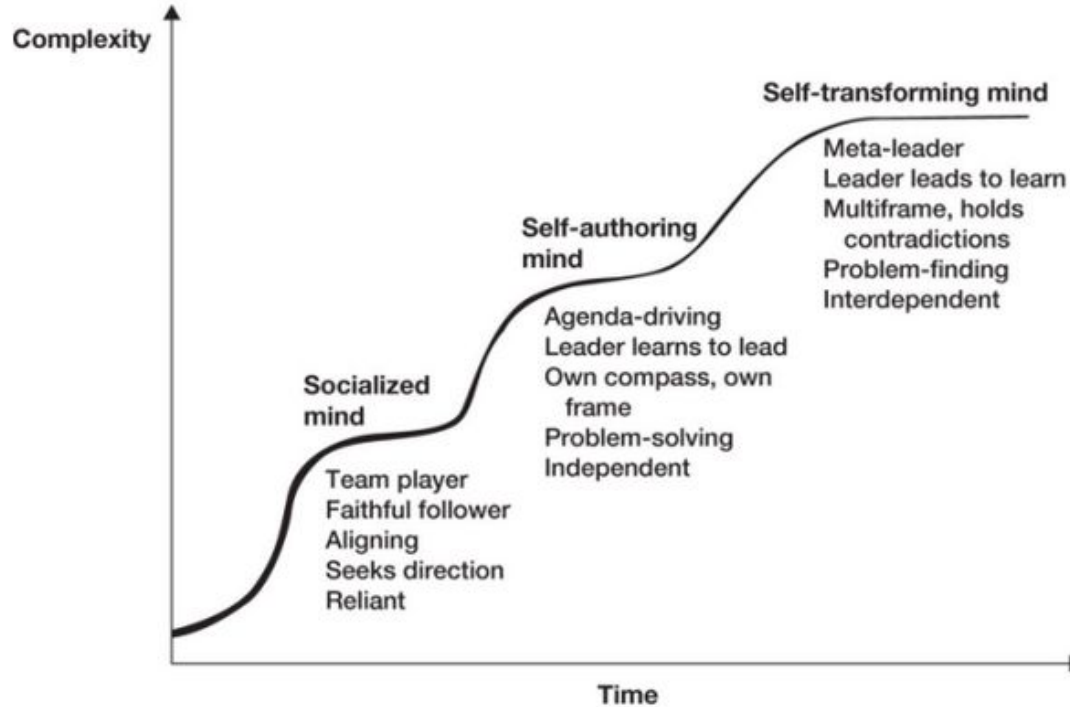 Complexity
Self-transforming mind
Meta-leader
Leader leads to learn
Multiframe, holds
contradictions
Problem-finding
Interdependent
Self-authoring
mind
Agenda-driving
Leader learns to lead
Own compass, own
frame
Problem-solving
Independent
Socialized
mind
Team player
Faithful follower
Aligning
Seeks direction
Reliant
Time